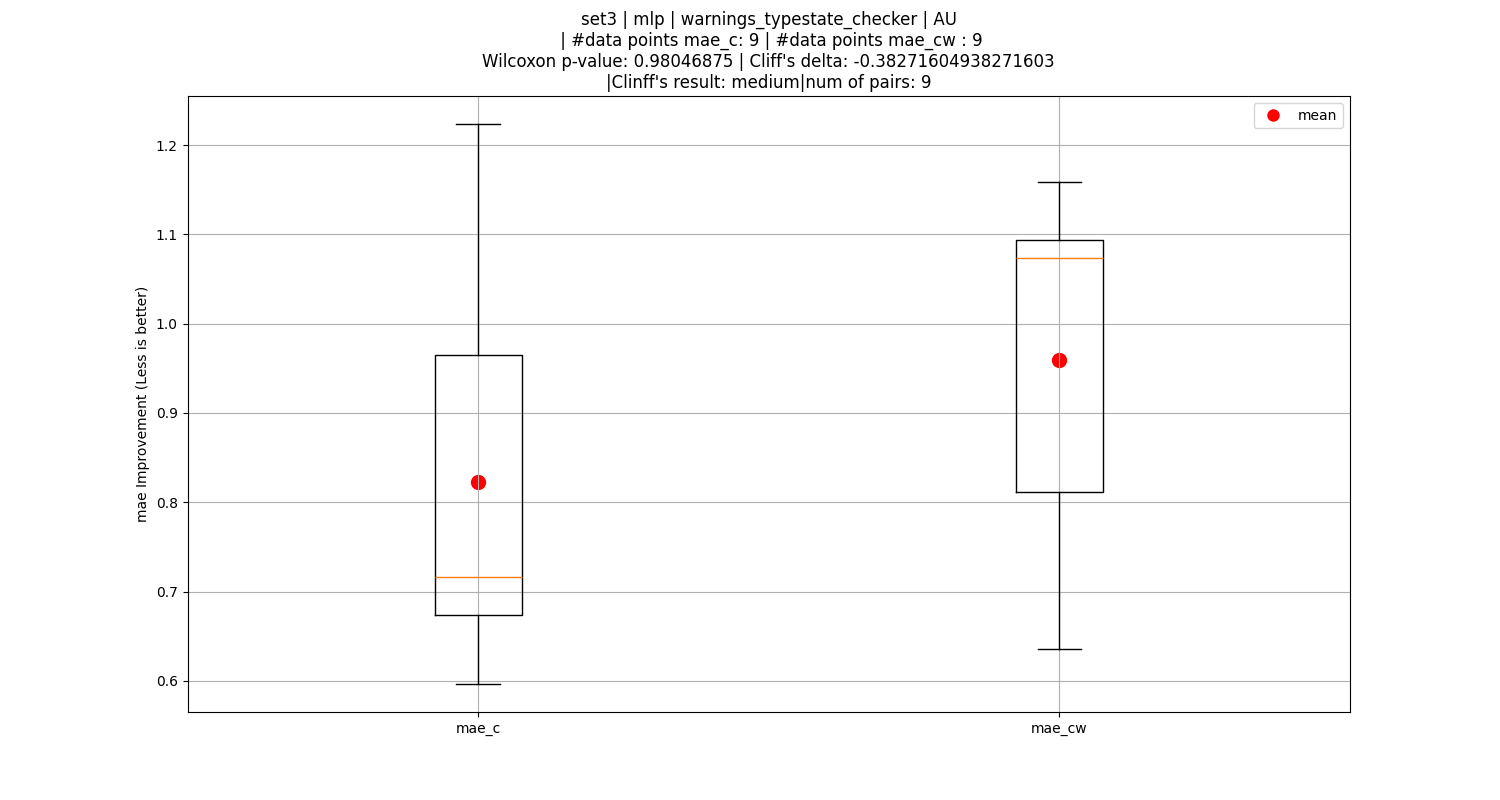 set3 | mlp | warnings_typestate_checker | AU
| #data points mae_c: 9 | #data points mae_cw : 9
Wilcoxon p-value: 0.98046875 | Cliff's delta: -0.38271604938271603
|Clinff's result: medium|num of pairs: 9
mean
mae Improvement (Less is better)
1.2
1.1
1.0
0.9
0.8
0.7
0.6
mae_c
mae_cw